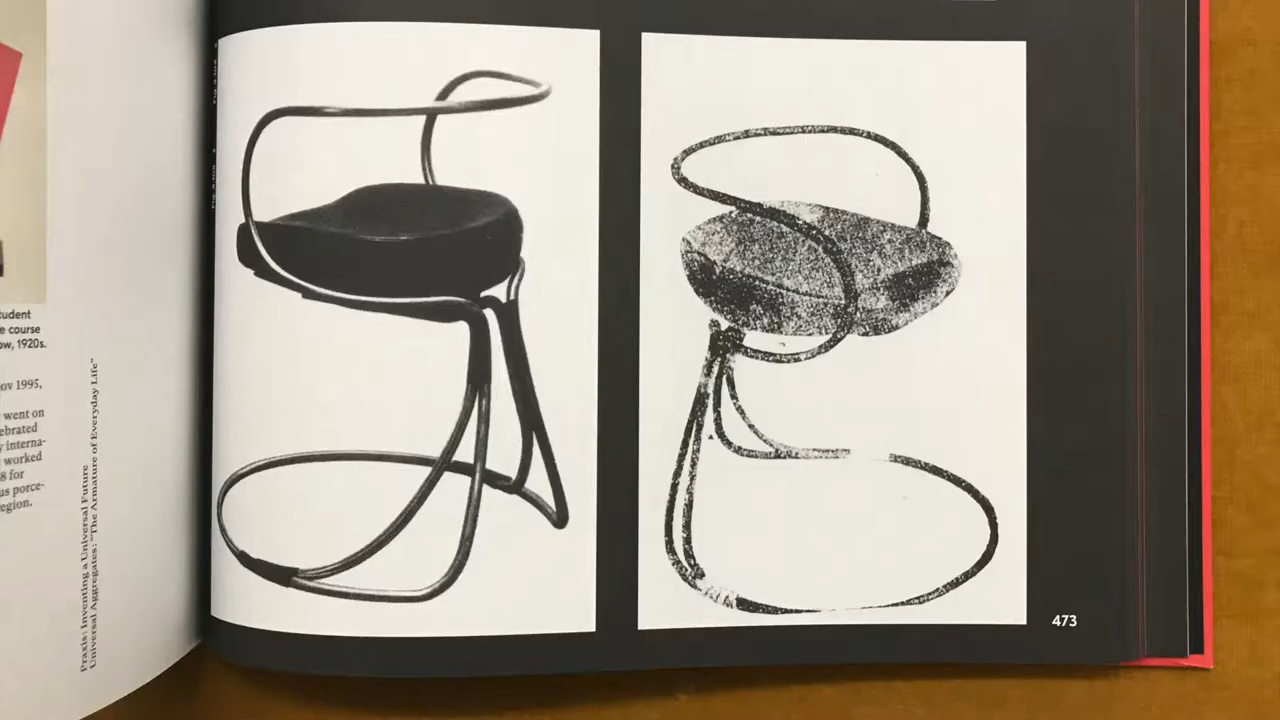 tudent
e course
ow, 1920s.
ov 1995,
went on
ebrated
y interna-
worked
8 for
us porce-
egion.
Praxis: Inventing a Universal Future
Universal Aggregates: "The Armature of Everyday Life"
473